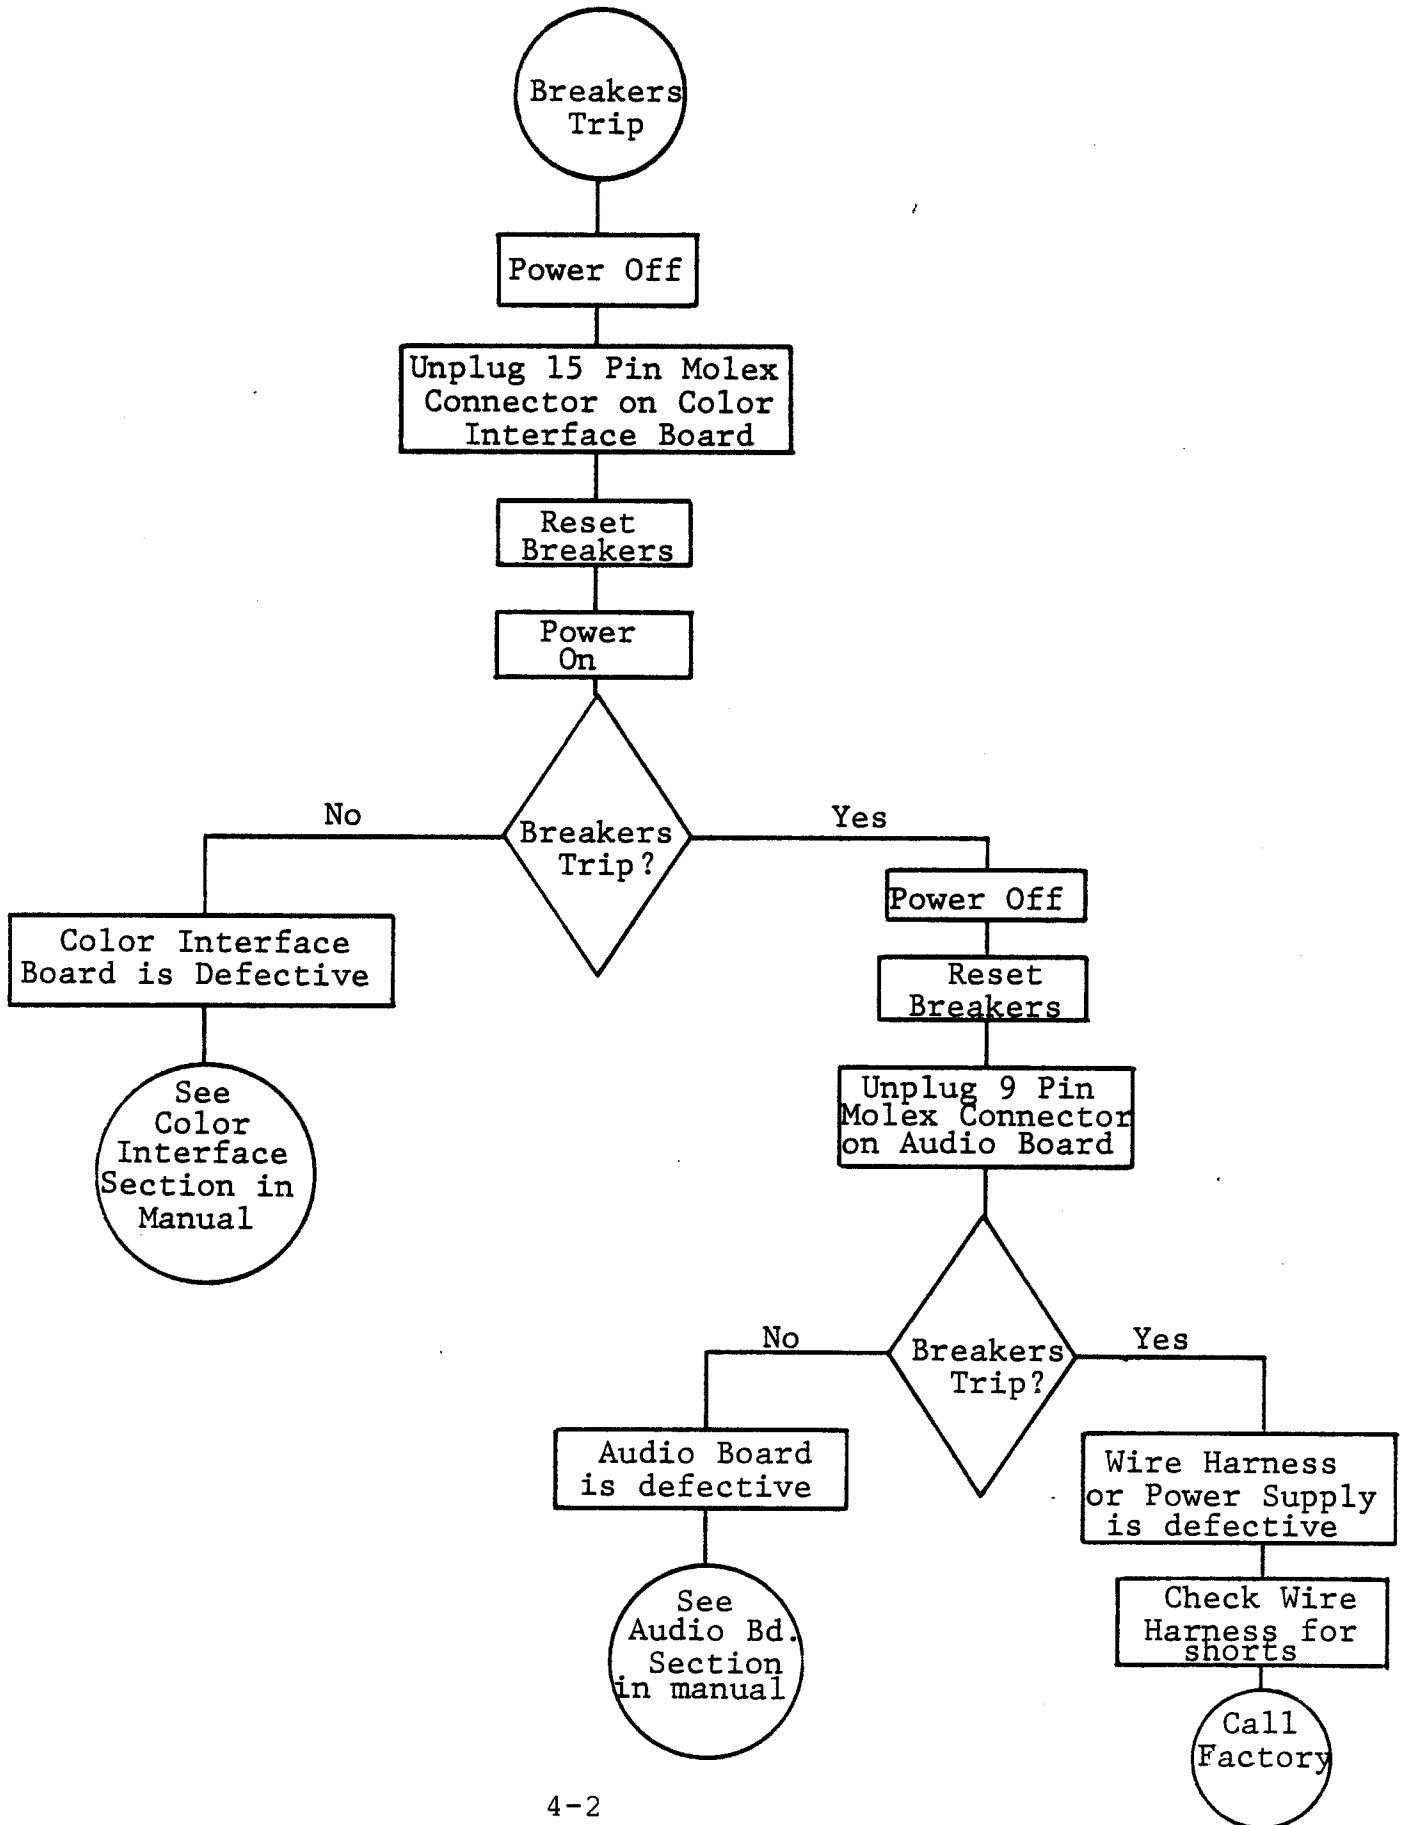 Breakers
Trip
Power Off
Unplug 15 Pin Molex
Connector on Color
Interface Board
Reset
Breakers
Power
On
Breakers
Trip?
No
Yes
Color Interface
Board is Defective
See
Color
Interface
Section in
Manual
Power Off
Reset
Breakers
Unplug 9 Pin
Molex Connector
on Audio Board
Breakers
Trip?
No
Yes
Audio Board
is defective
See
Audio Bd.
Section
in manual
Wire Harness
or Power Supply
is defective
Check Wire
Harness for
shorts
Call
Factory
4-2